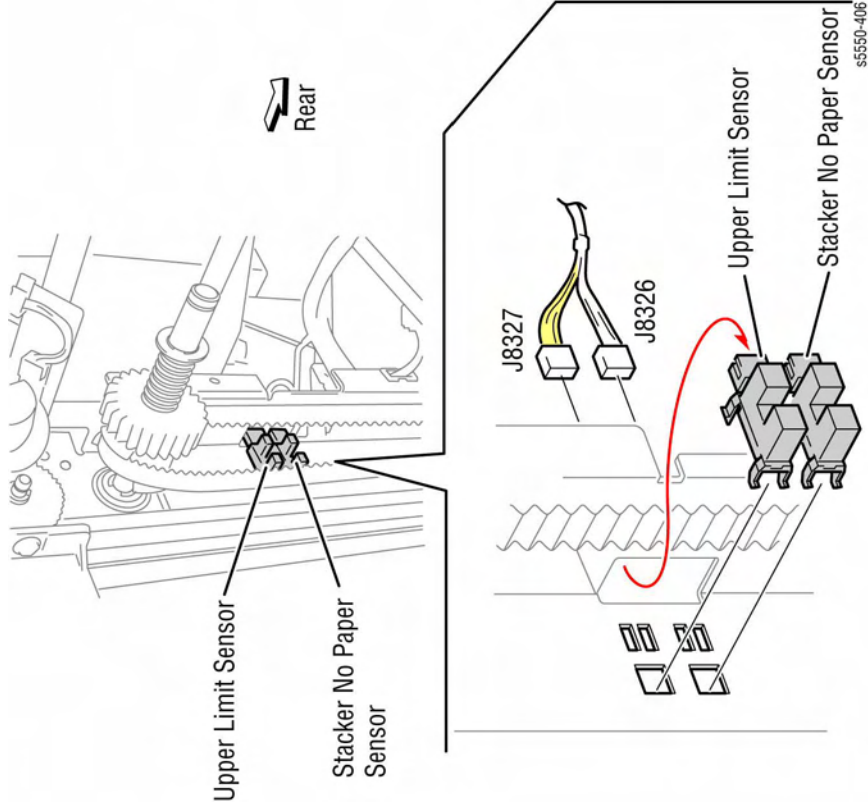 Rear
Upper Limit Sensor
Stacker No Paper
Sensor
J8327
J8326
Upper Limit Sensor
Stacker No Paper Sensor
s5550-406